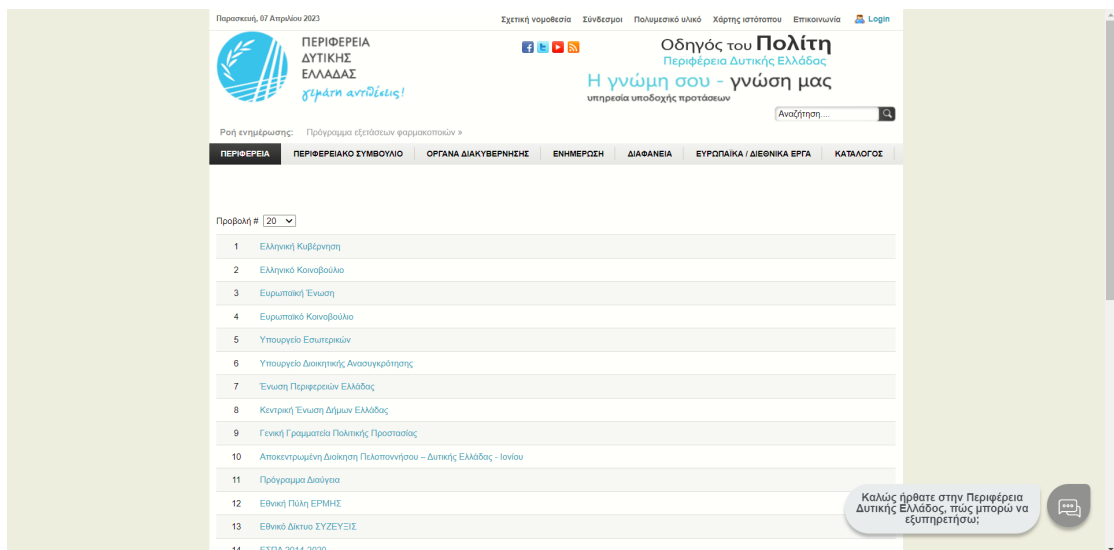 Παρασκευή, 07 Απριλίου 2023
Σχετική νομοθεσία Σύνδεσμοι Πολυμεσικό υλικό Χάρτης ιστότοπου Επικοινωνία Login
ΠΕΡΙΦΕΡΕΙΑ
ΔΥΤΙΚΗΣ
ΕΛΛΑΔΑΣ
γεμάτη αντιθέσεις!
Οδηγός του Πολίτη
Περιφέρεια Δυτικής Ελλάδας
Η γνώμη σου - γνώση μας
υπηρεσία υποδοχής προτάσεων
Αναζήτηση....
Ροή ενημέρωσης: Πρόγραμμα εξετάσεων φαρμακοποιών »
ΠΕΡΙΦΕΡΕΙΑ ΠΕΡΙΦΕΡΕΙΑΚΟ ΣΥΜΒΟΥΛΙΟ ΟΡΓΑΝΑ ΔΙΑΚΥΒΕΡΝΗΣΗΣ ΕΝΗΜΕΡΩΣΗ ΔΙΑΦΑΝΕΙΑ ΕΥΡΩΠΑΪΚΑ / ΔΙΕΘΝΙΚΑ ΕΡΓΑ ΚΑΤΑΛΟΓΟΣ
Προβολή # 20
1 Ελληνική Κυβέρνηση
2 Ελληνικό Κοινοβούλιο
3 Ευρωπαϊκή Ένωση
4 Ευρωπαϊκό Κοινοβούλιο
5 Υπουργείο Εσωτερικών
6 Υπουργείο Διοικητικής Ανασυγκρότησης
7 Ένωση Περιφερειών Ελλάδας
8 Κεντρική Ένωση Δήμων Ελλάδας
9 Γενική Γραμματεία Πολιτικής Προστασίας
10 Αποκεντρωμένη Διοίκηση Πελοποννήσου – Δυτικής Ελλάδας - Ιονίου
11 Πρόγραμμα Διαύγεια
12 Εθνική Πύλη ΕΡΜΗΣ
13 Εθνικό Δίκτυο ΣΥΖΕΥΞΙΣ
14 ΕΣΠΑ 2014-2020
Καλώς ήρθατε στην Περιφέρεια
Δυτικής Ελλάδος, πώς μπορώ να
εξυπηρετήσω;